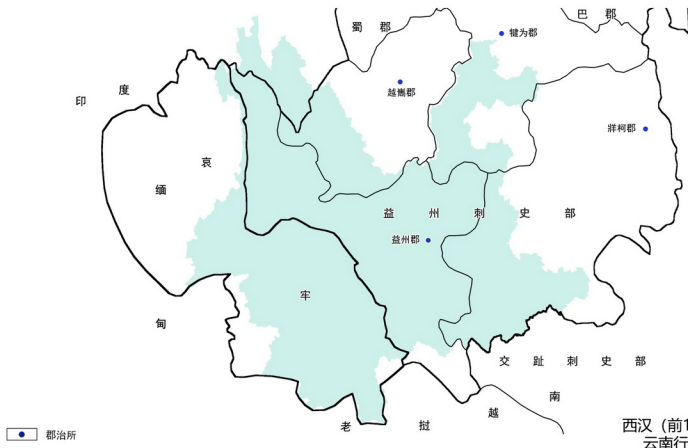 蜀郡
巴郡
犍为郡
印度
越巂郡
牂柯郡
哀
缅
益州刺史部
益州郡
牢
甸
交趾刺史部
老挝
越南
郡治所
西汉（前1
云南行